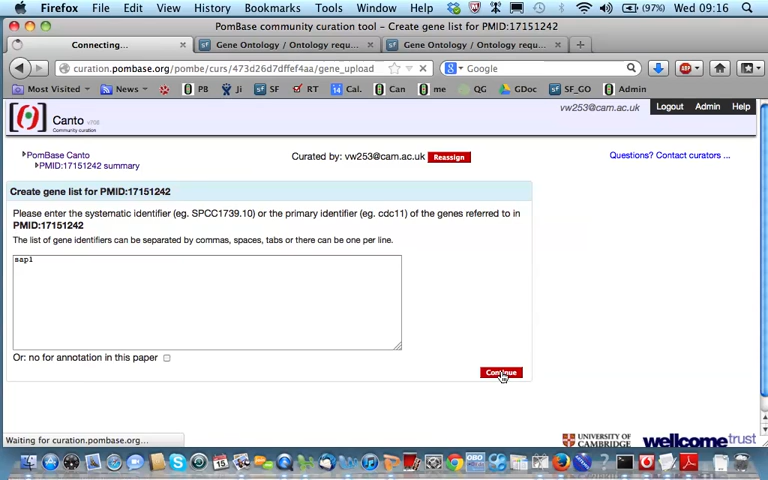 Firefox File Edit View History Bookmarks Tools Window Help (97%) Wed 09:16
PomBase community curation tool - Create gene list for PMID:17151242
Connecting... Gene Ontology / Ontology requ... Gene Ontology / Ontology requ...
curation.pombase.org/pombe/curs/473d26d7dffef4aa/gene_upload Google
Most Visited News PB Ji SF RT Cal. Can me QG GDoc SF_GO Admin
Canto v708 vw253@cam.ac.uk Logout Admin Help
Community curation
PomBase Canto Curated by: vw253@cam.ac.uk Reassign Questions? Contact curators ...
PMID:17151242 summary
Create gene list for PMID:17151242
Please enter the systematic identifier (eg. SPCC1739.10) or the primary identifier (eg. cdc11) of the genes referred to in
PMID:17151242
The list of gene identifiers can be separated by commas, spaces, tabs or there can be one per line.
sap1
Or: no for annotation in this paper
Continue
Waiting for curation.pombase.org...
UNIVERSITY OF
CAMBRIDGE
wellcometrust